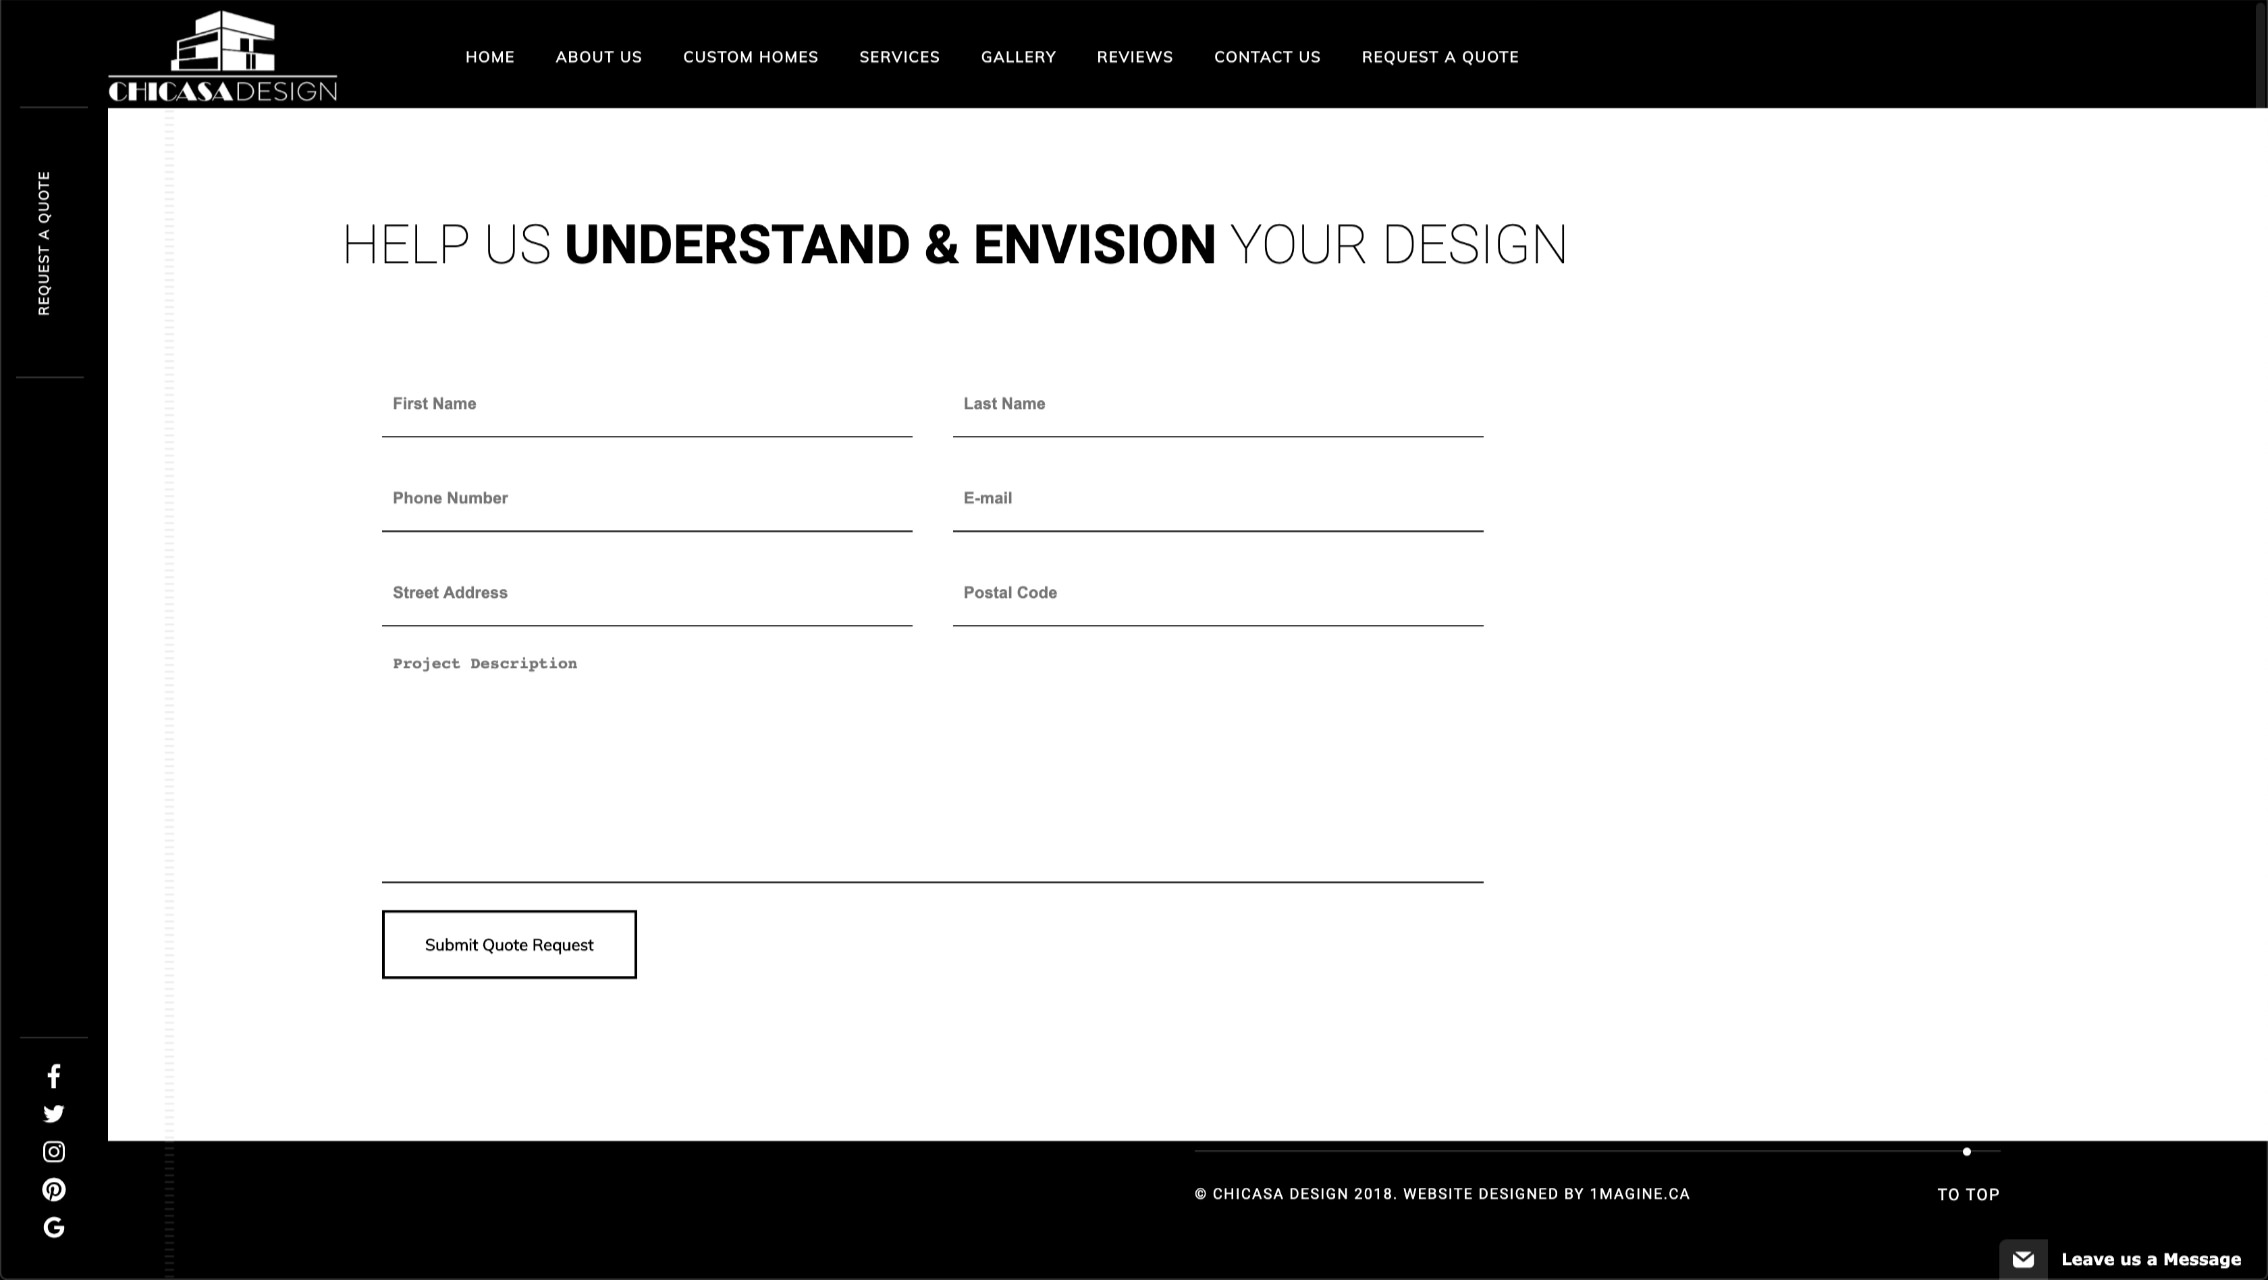 CHICASADESIGN
HOME ABOUT US CUSTOM HOMES SERVICES GALLERY REVIEWS CONTACT US REQUEST A QUOTE
REQUEST A QUOTE
HELP US UNDERSTAND & ENVISION YOUR DESIGN
First Name Last Name
Phone Number E-mail
Street Address Postal Code
Project Description
Submit Quote Request
© CHICASA DESIGN 2018. WEBSITE DESIGNED BY 1MAGINE.CA TO TOP
Leave us a Message